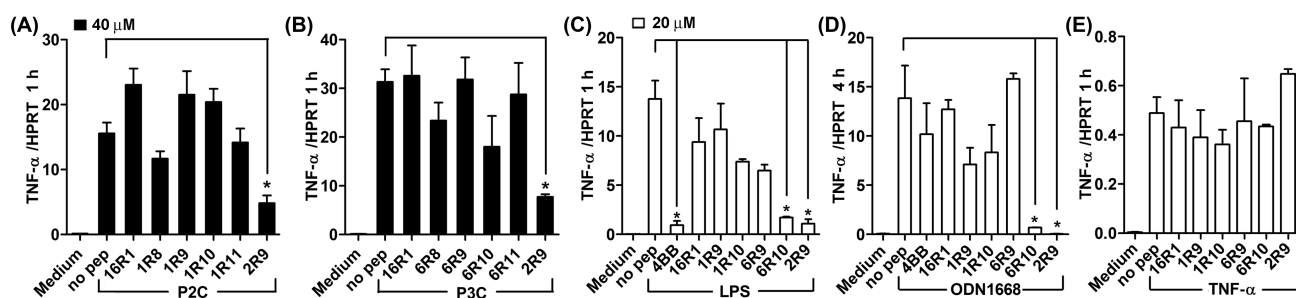 (A)
40 μM
TNF-α /HPRT 1 h
30
20
10
0
*
Medium
no pep
16R1
1R8
1R9
1R10
1R11
2R9
P2C
(B)
TNF-α /HPRT 1 h
40
30
20
10
0
*
Medium
no pep
16R1
6R8
6R9
6R10
6R11
2R9
P3C
(C)
20 μM
TNF-α /HPRT 1 h
20
15
10
5
0
*
*
*
Medium
no pep
4BB
16R1
1R9
1R10
6R9
6R10
2R9
LPS
(D)
TNF-α /HPRT 4 h
20
15
10
5
0
*
*
Medium
no pep
4BB
16R1
1R9
1R10
6R9
6R10
2R9
ODN1668
(E)
TNF-α /HPRT 1 h
0.8
0.6
0.4
0.2
0.0
Medium
no pep
16R1
1R9
1R10
6R9
6R10
2R9
TNF-α